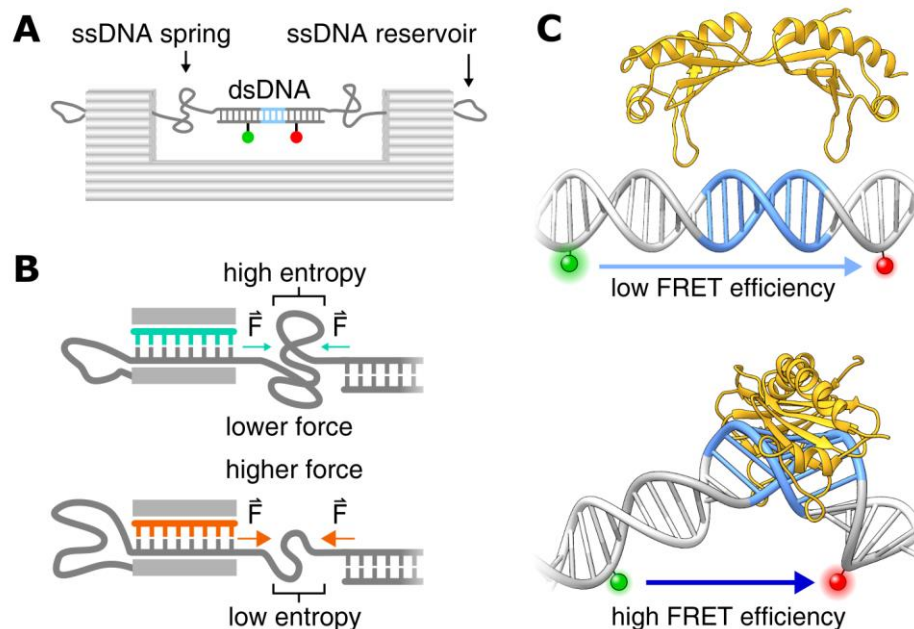 A
ssDNA spring
ssDNA reservoir
dsDNA
B
high entropy
F⃗
F⃗
lower force
higher force
F⃗
F⃗
low entropy
C
low FRET efficiency
high FRET efficiency